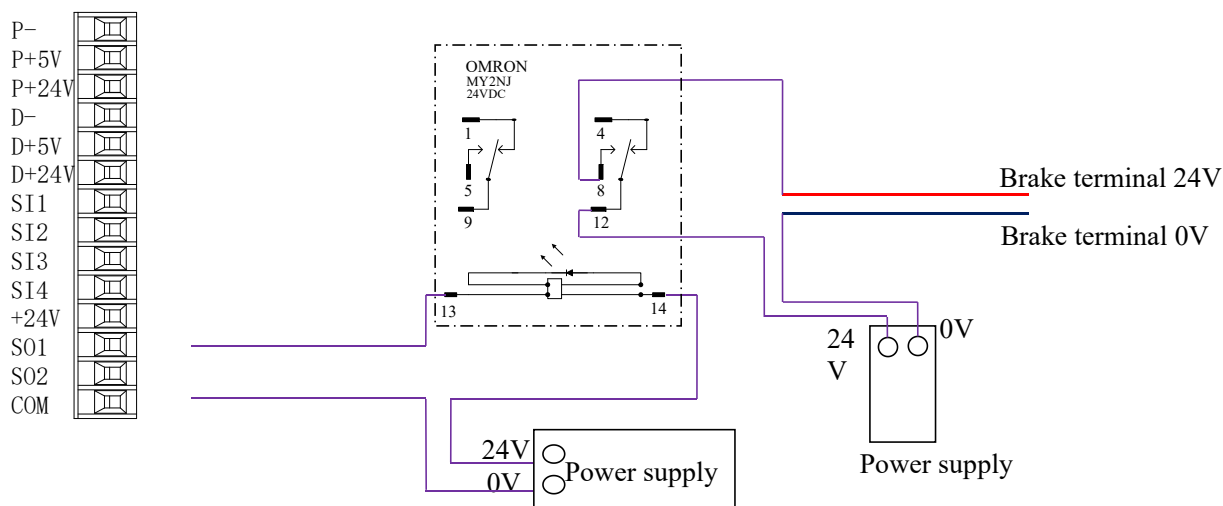 P-
P+5V
P+24V
D-
D+5V
D+24V
SI1
SI2
SI3
SI4
+24V
SO1
SO2
COM
OMRON
MY2NJ
24VDC
1
4
5
8
9
12
13
14
Brake terminal 24V
Brake terminal 0V
24
V
0V
Power supply
24V
0V
Power supply